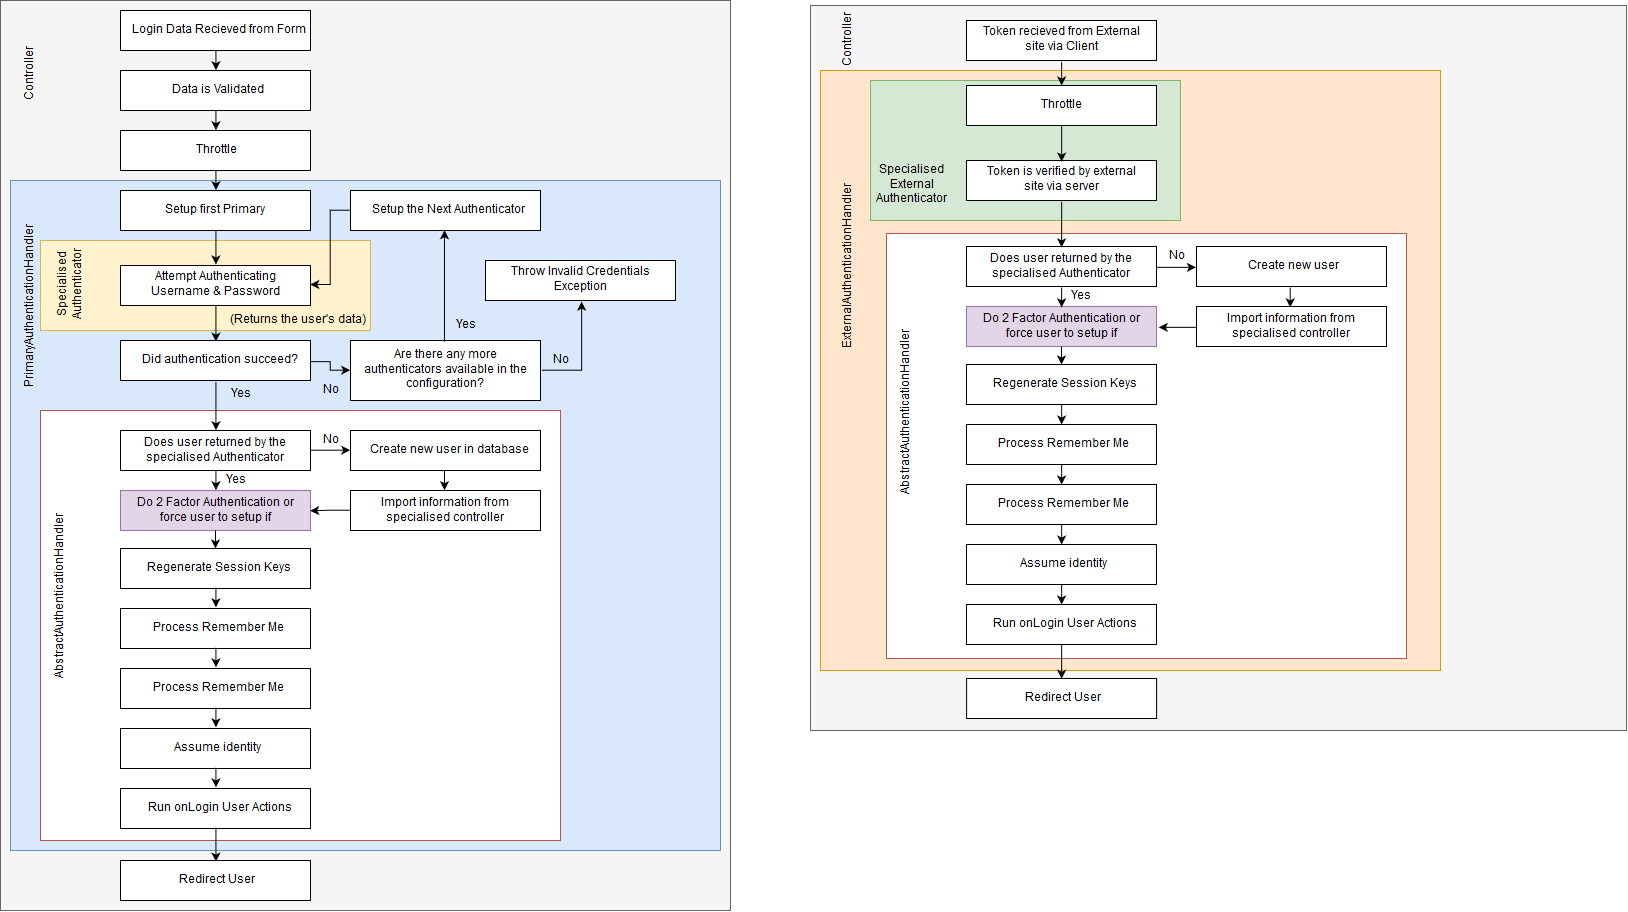 Controller
Login Data Recieved from Form
Data is Validated
Throttle
PrimaryAuthenticationHandler
Setup first Primary
Setup the Next Authenticator
Specialised
Authenticator
Attempt Authenticating
Username & Password
(Returns the user's data)
Throw Invalid Credentials
Exception
Yes
Did authentication succeed?
No
Are there any more
authenticators available in the
configuration?
No
Yes
AbstractAuthenticationHandler
Does user returned by the
specialised Authenticator
No
Create new user in database
Yes
Do 2 Factor Authentication or
force user to setup if
Import information from
specialised controller
Regenerate Session Keys
Process Remember Me
Process Remember Me
Assume identity
Run onLogin User Actions
Redirect User
Controller
Token recieved from External
site via Client
ExternalAuthenticationHandler
Throttle
Specialised
External
Authenticator
Token is verified by external
site via server
AbstractAuthenticationHandler
Does user returned by the
specialised Authenticator
No
Create new user
Yes
Do 2 Factor Authentication or
force user to setup if
Import information from
specialised controller
Regenerate Session Keys
Process Remember Me
Process Remember Me
Assume identity
Run onLogin User Actions
Redirect User